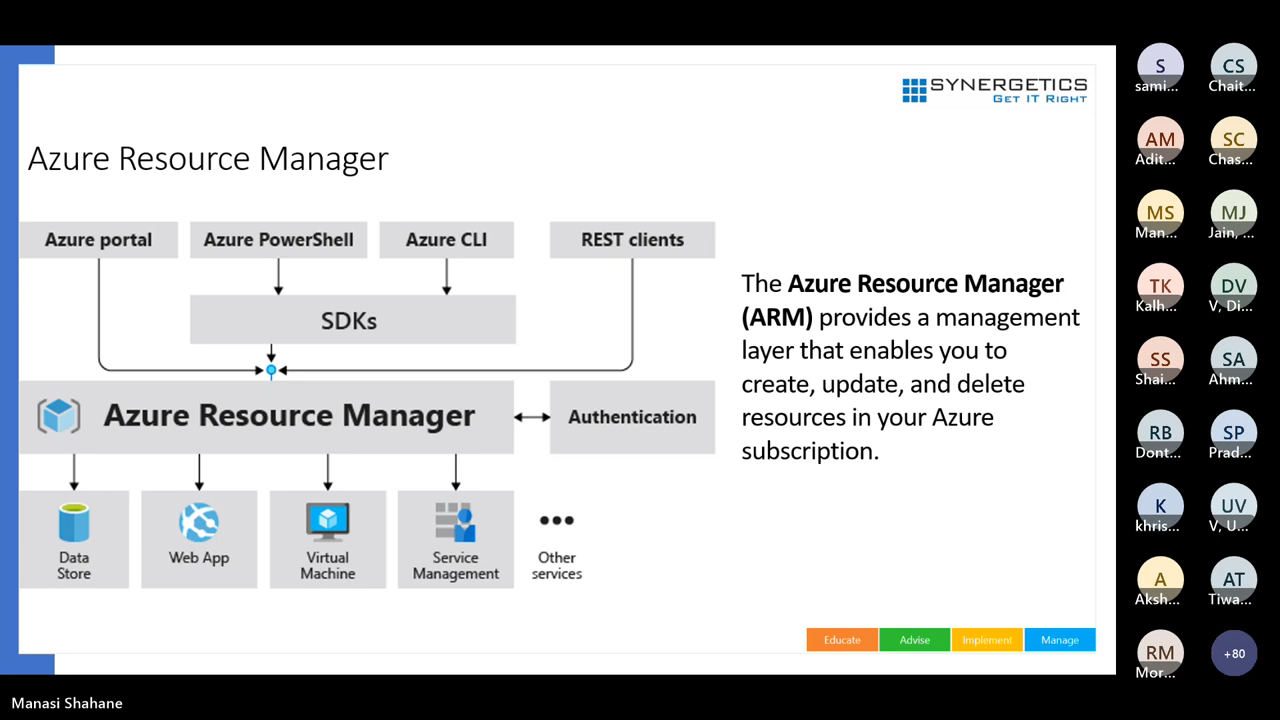 SYNERGETICS
GET IT RIGHT
Azure Resource Manager
Azure portal
Azure PowerShell
Azure CLI
REST clients
SDKs
Azure Resource Manager
Authentication
Data
Store
Web App
Virtual
Machine
Service
Management
Other
services
The Azure Resource Manager
(ARM) provides a management
layer that enables you to
create, update, and delete
resources in your Azure
subscription.
Educate
Advise
Implement
Manage
S
sami...
CS
Chait...
AM
Adit...
SC
Chas...
MS
Man...
MJ
Jain, ...
TK
Kalh...
DV
V, Di...
SS
Shai...
SA
Ahm...
RB
Dont...
SP
Prad...
K
khris...
UV
V, U...
A
Aksh...
AT
Tiwa...
RM
Mor...
+80
Manasi Shahane